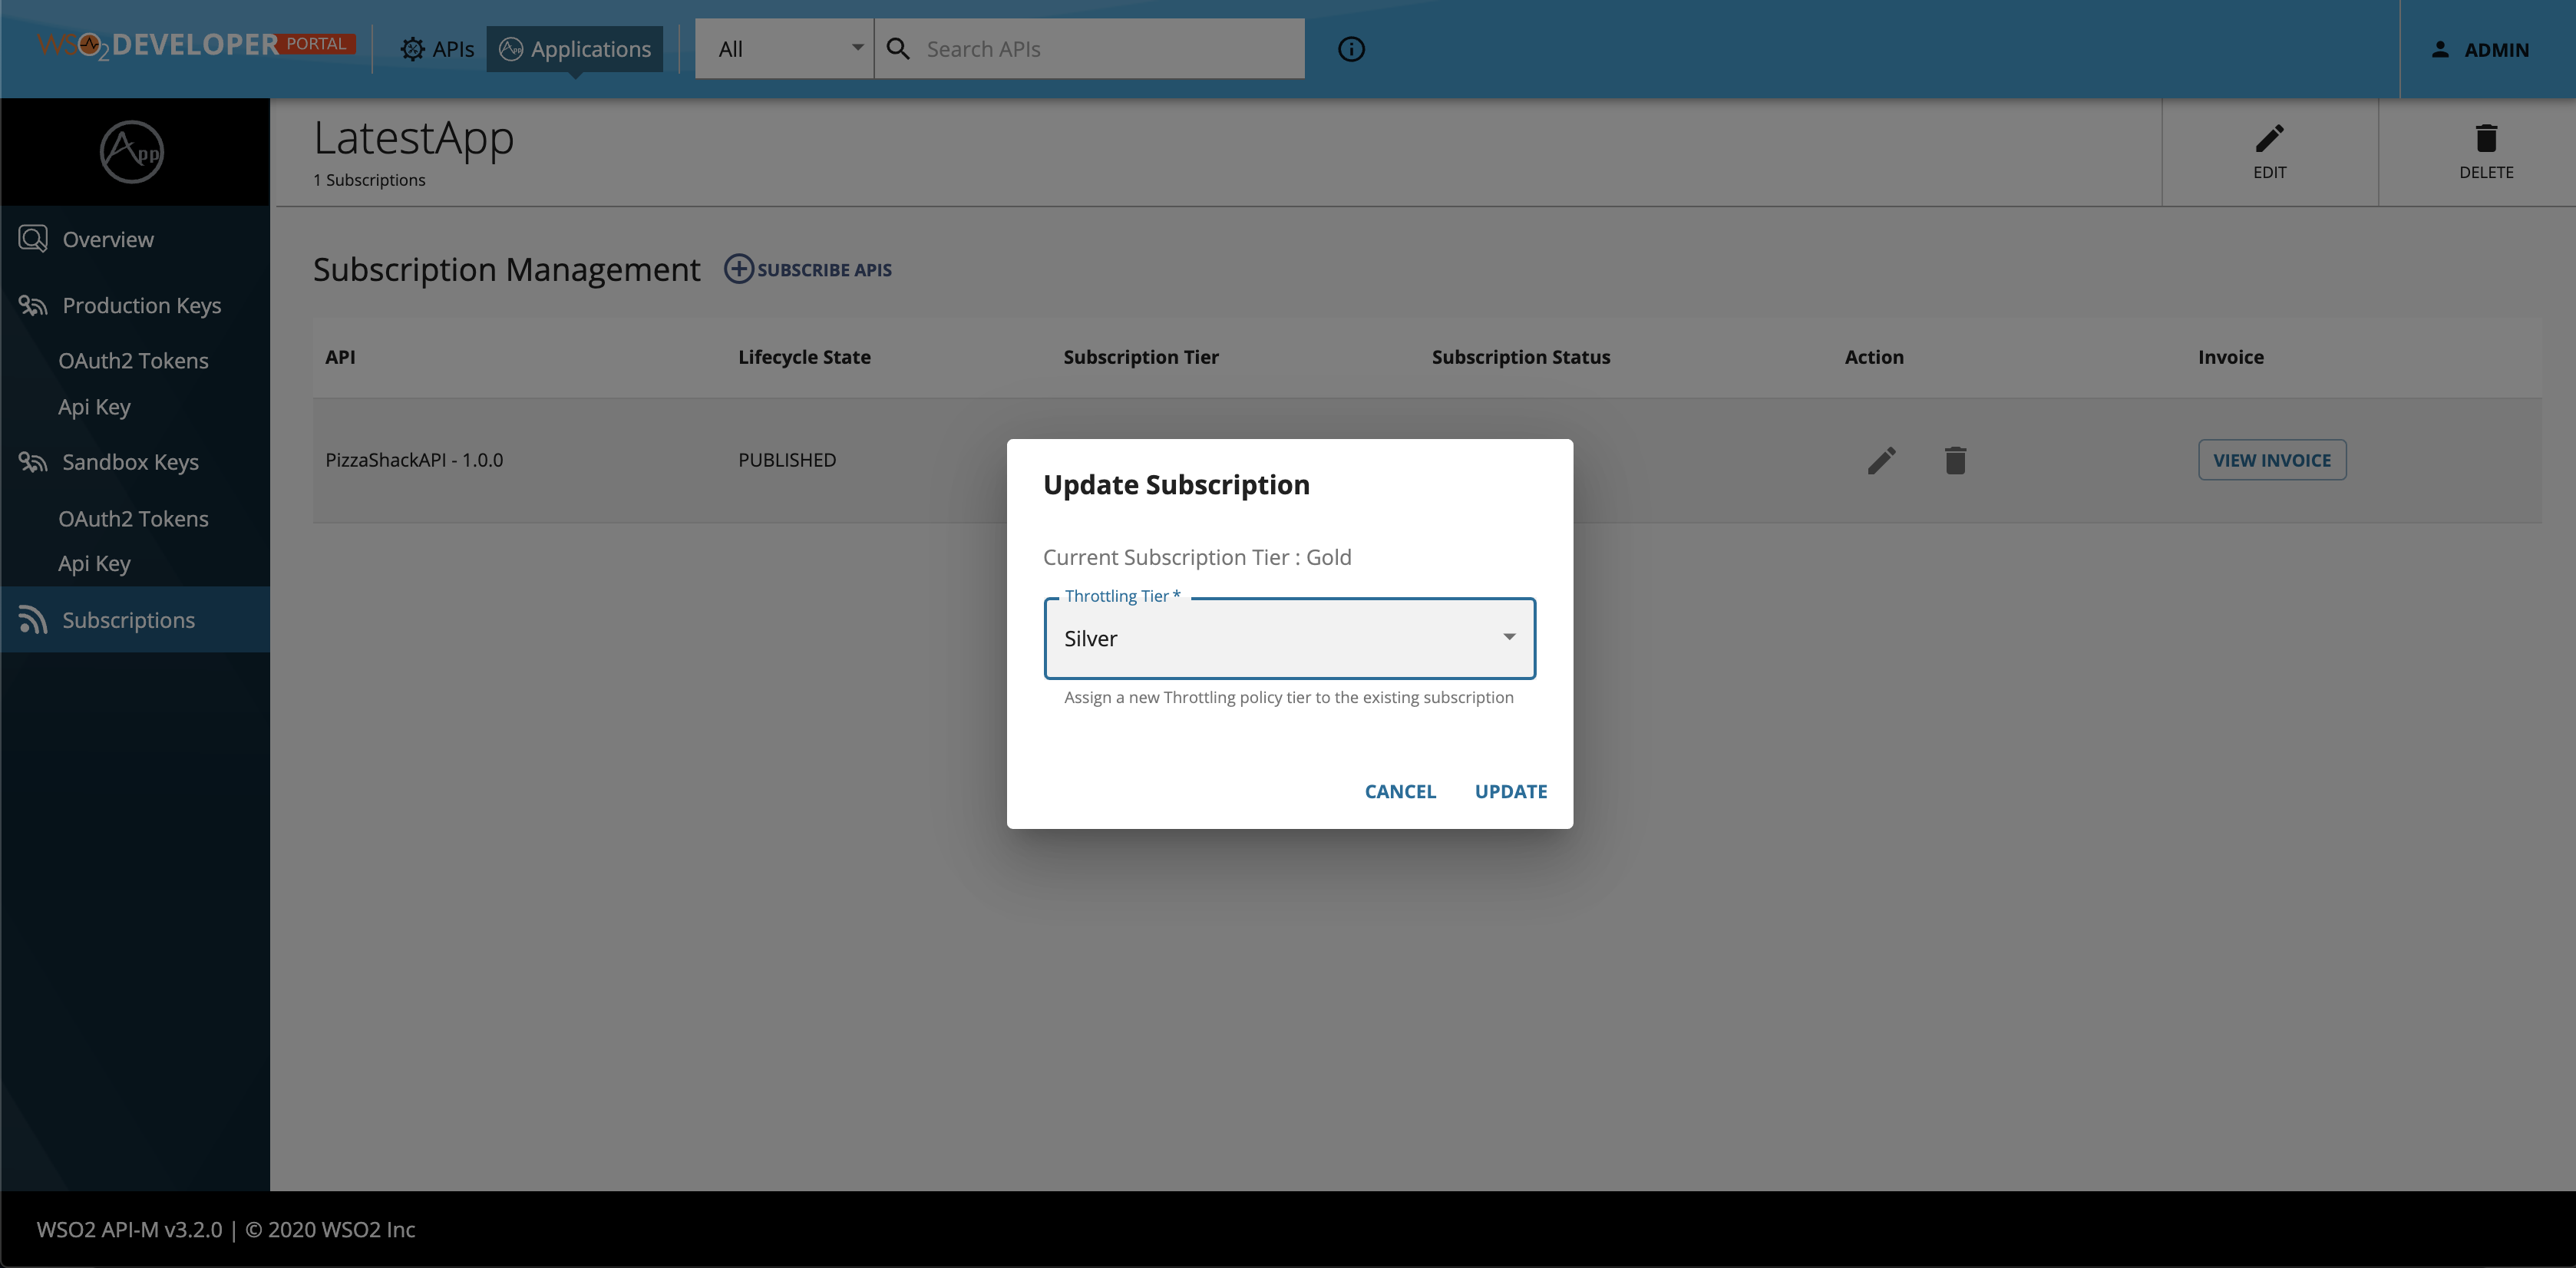 WSO2 DEVELOPER PORTAL
APIs
Applications
All
Search APIs
ADMIN
App
LatestApp
1 Subscriptions
EDIT
DELETE
Overview
Production Keys
OAuth2 Tokens
Api Key
Sandbox Keys
OAuth2 Tokens
Api Key
Subscriptions
Subscription Management
SUBSCRIBE APIS
API Lifecycle State Subscription Tier Subscription Status Action Invoice
PizzaShackAPI - 1.0.0 PUBLISHED VIEW INVOICE
Update Subscription
Current Subscription Tier : Gold
Throttling Tier *
Silver
Assign a new Throttling policy tier to the existing subscription
CANCEL UPDATE
WSO2 API-M v3.2.0 | © 2020 WSO2 Inc